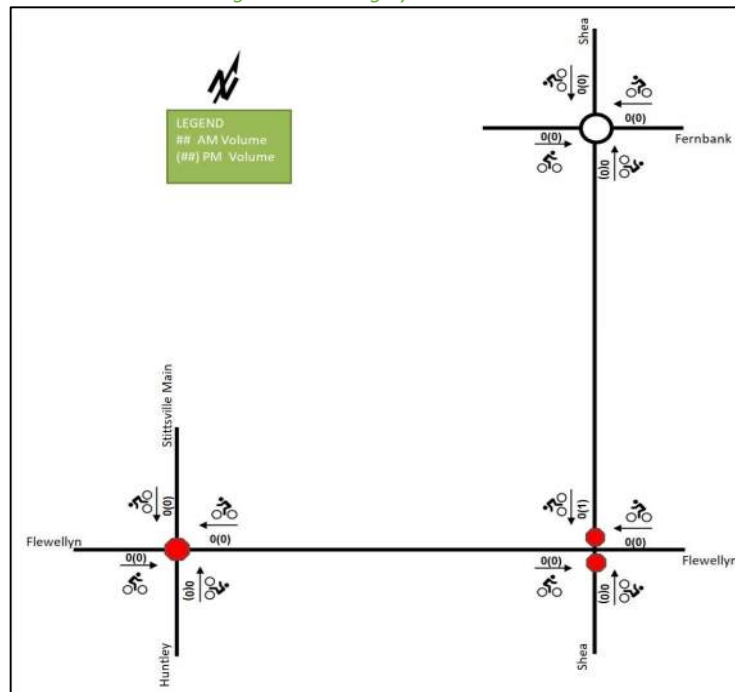 Shea
0(0)
0(0)
Fernbank
0(0)
0(0)
LEGEND
## AM Volume
(##) PM Volume
Stittsville Main
0(0)
0(0)
Flewellyn
0(0)
0(0)
Huntley
0(1)
0(0)
Flewellyn
0(0)
0(0)
Shea